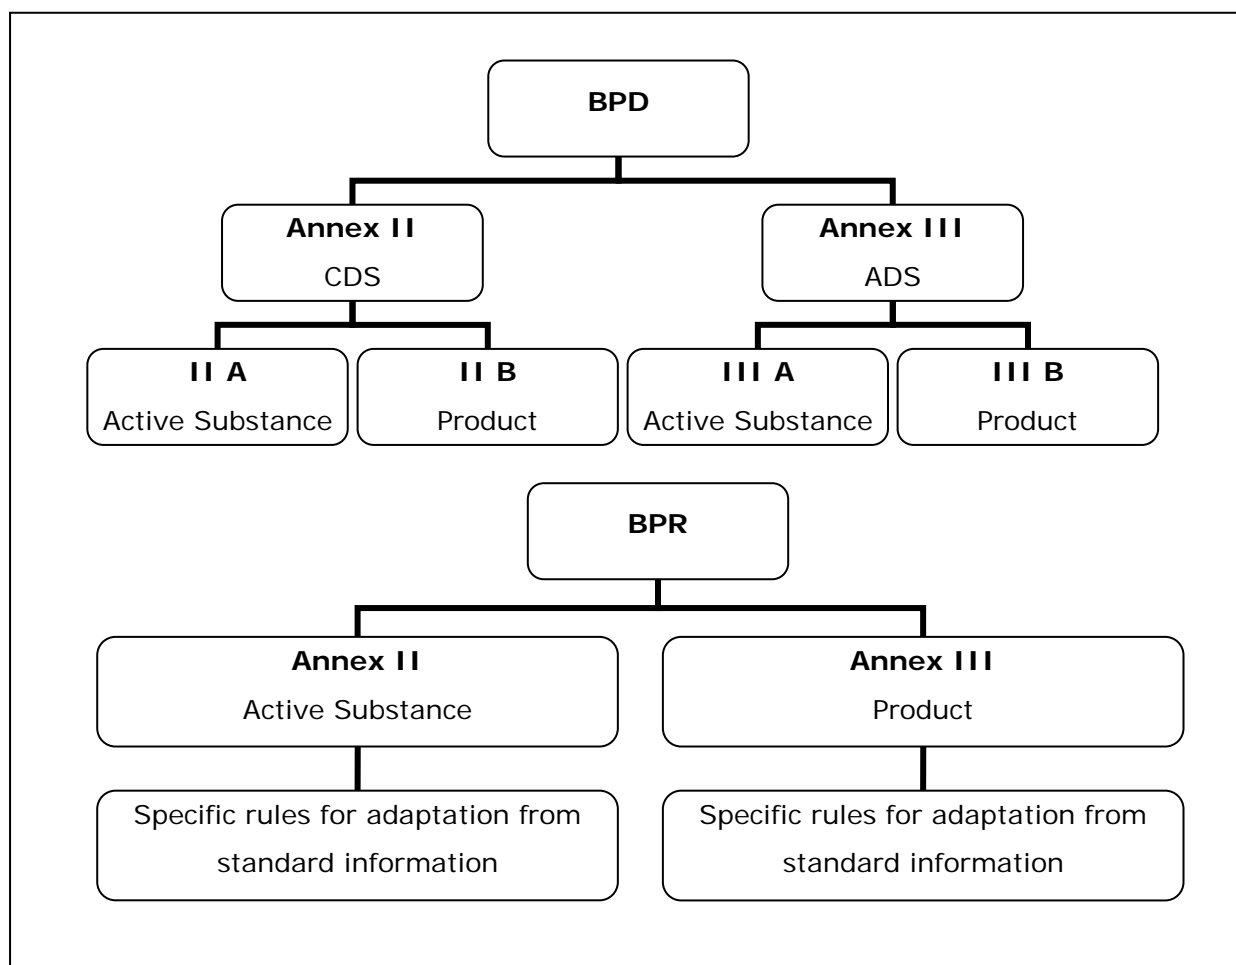 BPD
Annex II
CDS
Annex III
ADS
II A
Active Substance
II B
Product
III A
Active Substance
III B
Product
BPR
Annex II
Active Substance
Annex III
Product
Specific rules for adaptation from
standard information
Specific rules for adaptation from
standard information